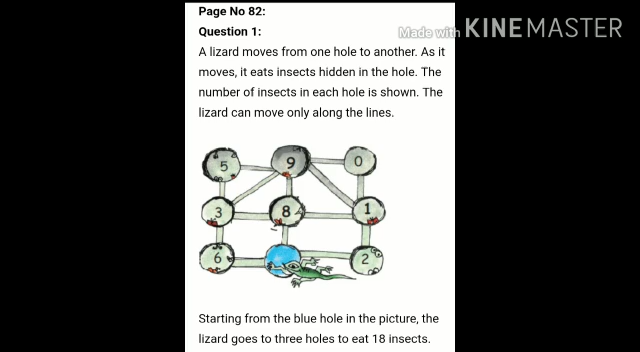 Page No 82:
Question 1:
Made with KINEMASTER
A lizard moves from one hole to another. As it
moves, it eats insects hidden in the hole. The
number of insects in each hole is shown. The
lizard can move only along the lines.
5 9 0
3 8 1
6 2
Starting from the blue hole in the picture, the
lizard goes to three holes to eat 18 insects.